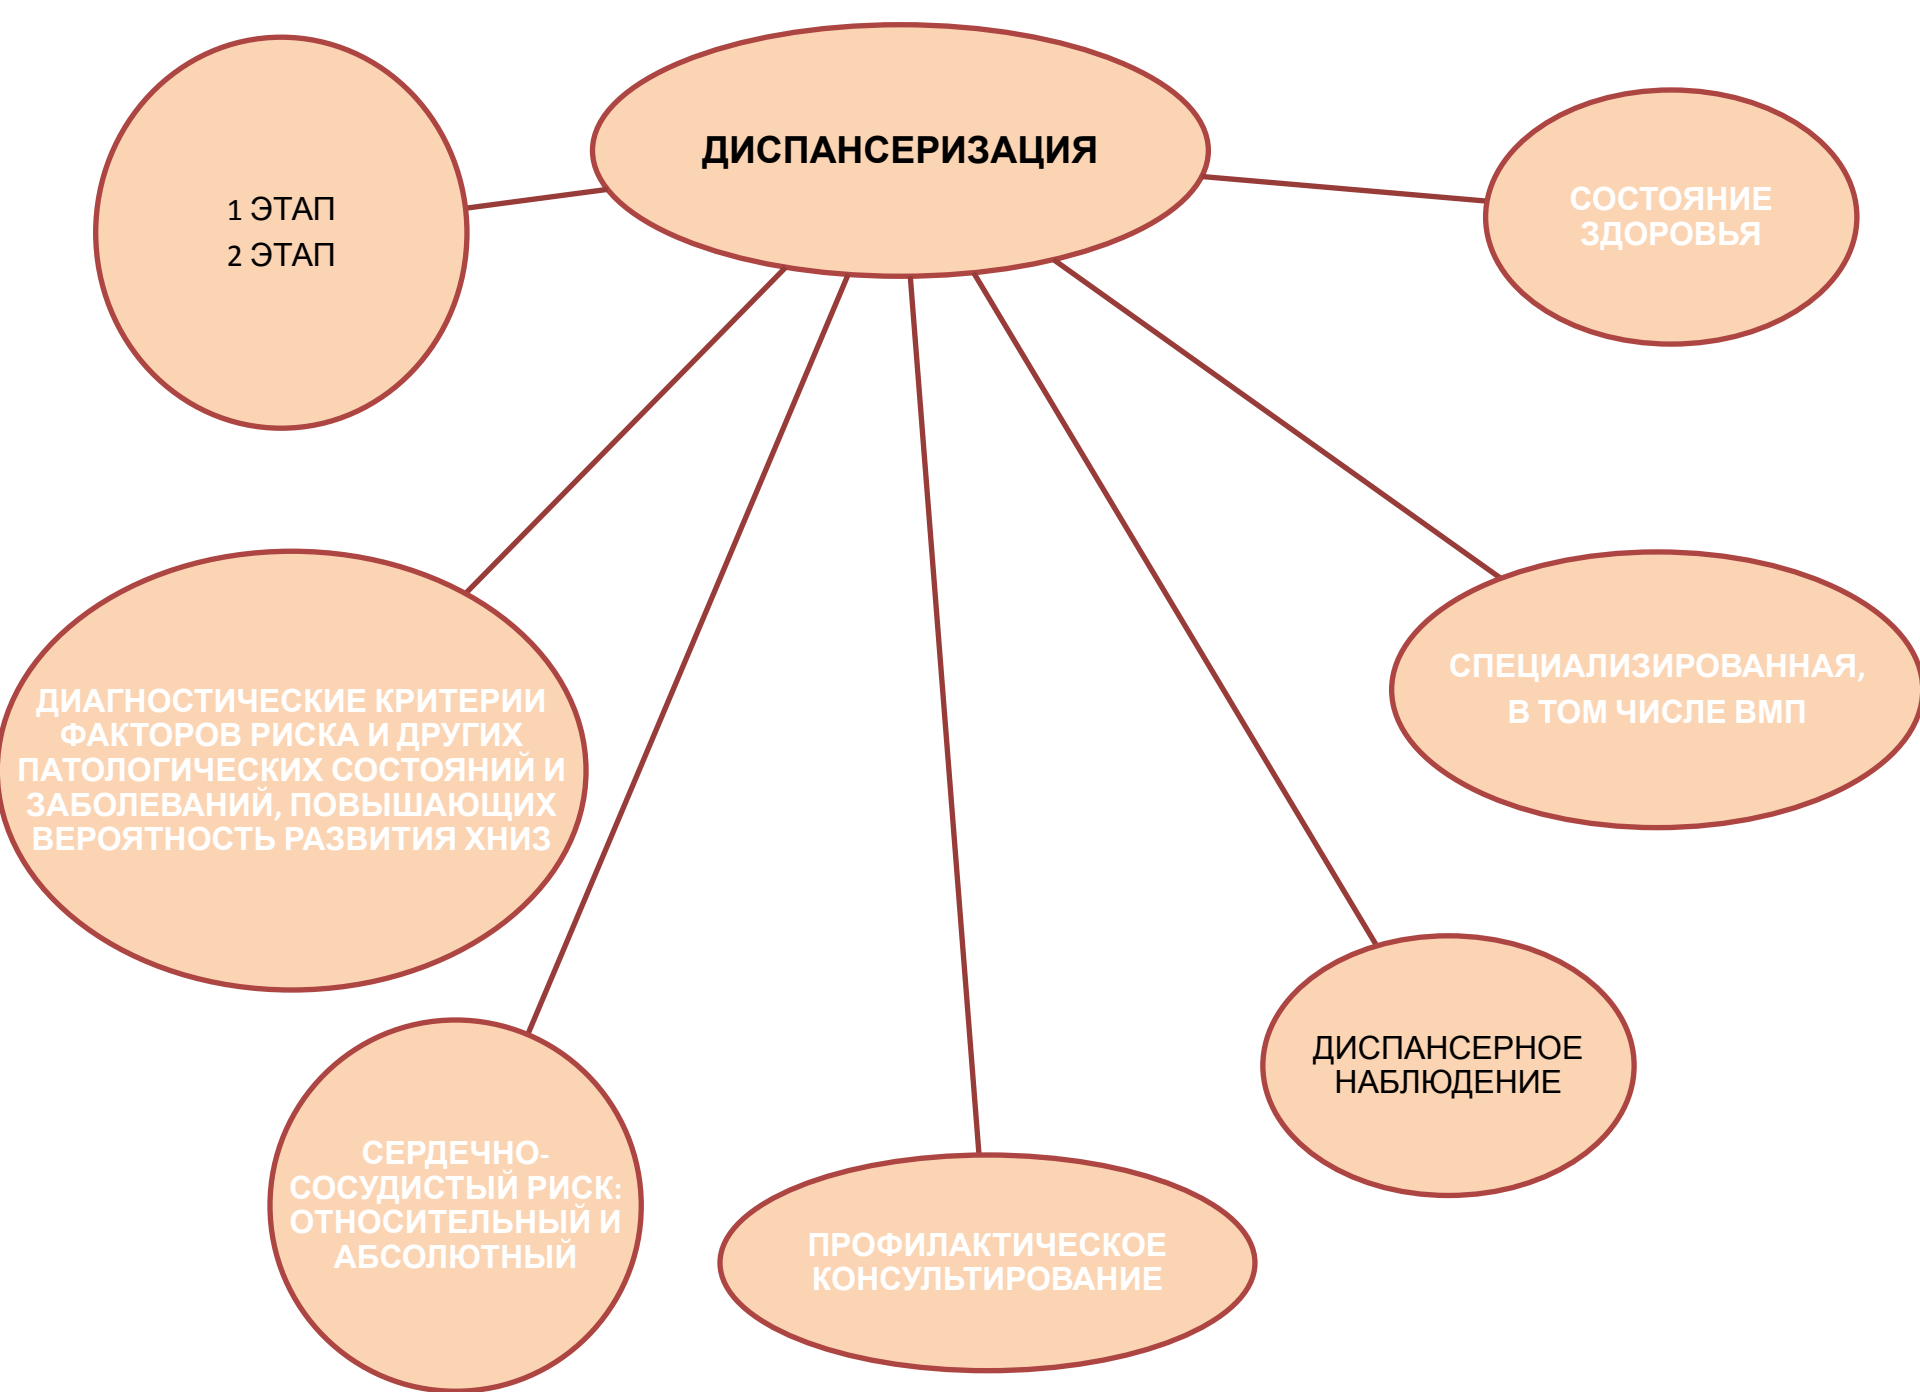 ДИСПАНСЕРИЗАЦИЯ
1 ЭТАП
2 ЭТАП
СОСТОЯНИЕ
ЗДОРОВЬЯ
СПЕЦИАЛИЗИРОВАННАЯ,
В ТОМ ЧИСЛЕ ВМП
ДИАГНОСТИЧЕСКИЕ КРИТЕРИИ
ФАКТОРОВ РИСКА И ДРУГИХ
ПАТОЛОГИЧЕСКИХ СОСТОЯНИЙ И
ЗАБОЛЕВАНИЙ, ПОВЫШАЮЩИХ
ВЕРОЯТНОСТЬ РАЗВИТИЯ ХНИЗ
ДИСПАНСЕРНОЕ
НАБЛЮДЕНИЕ
СЕРДЕЧНО-
СОСУДИСТЫЙ РИСК:
ОТНОСИТЕЛЬНЫЙ И
АБСОЛЮТНЫЙ
ПРОФИЛАКТИЧЕСКОЕ
КОНСУЛЬТИРОВАНИЕ